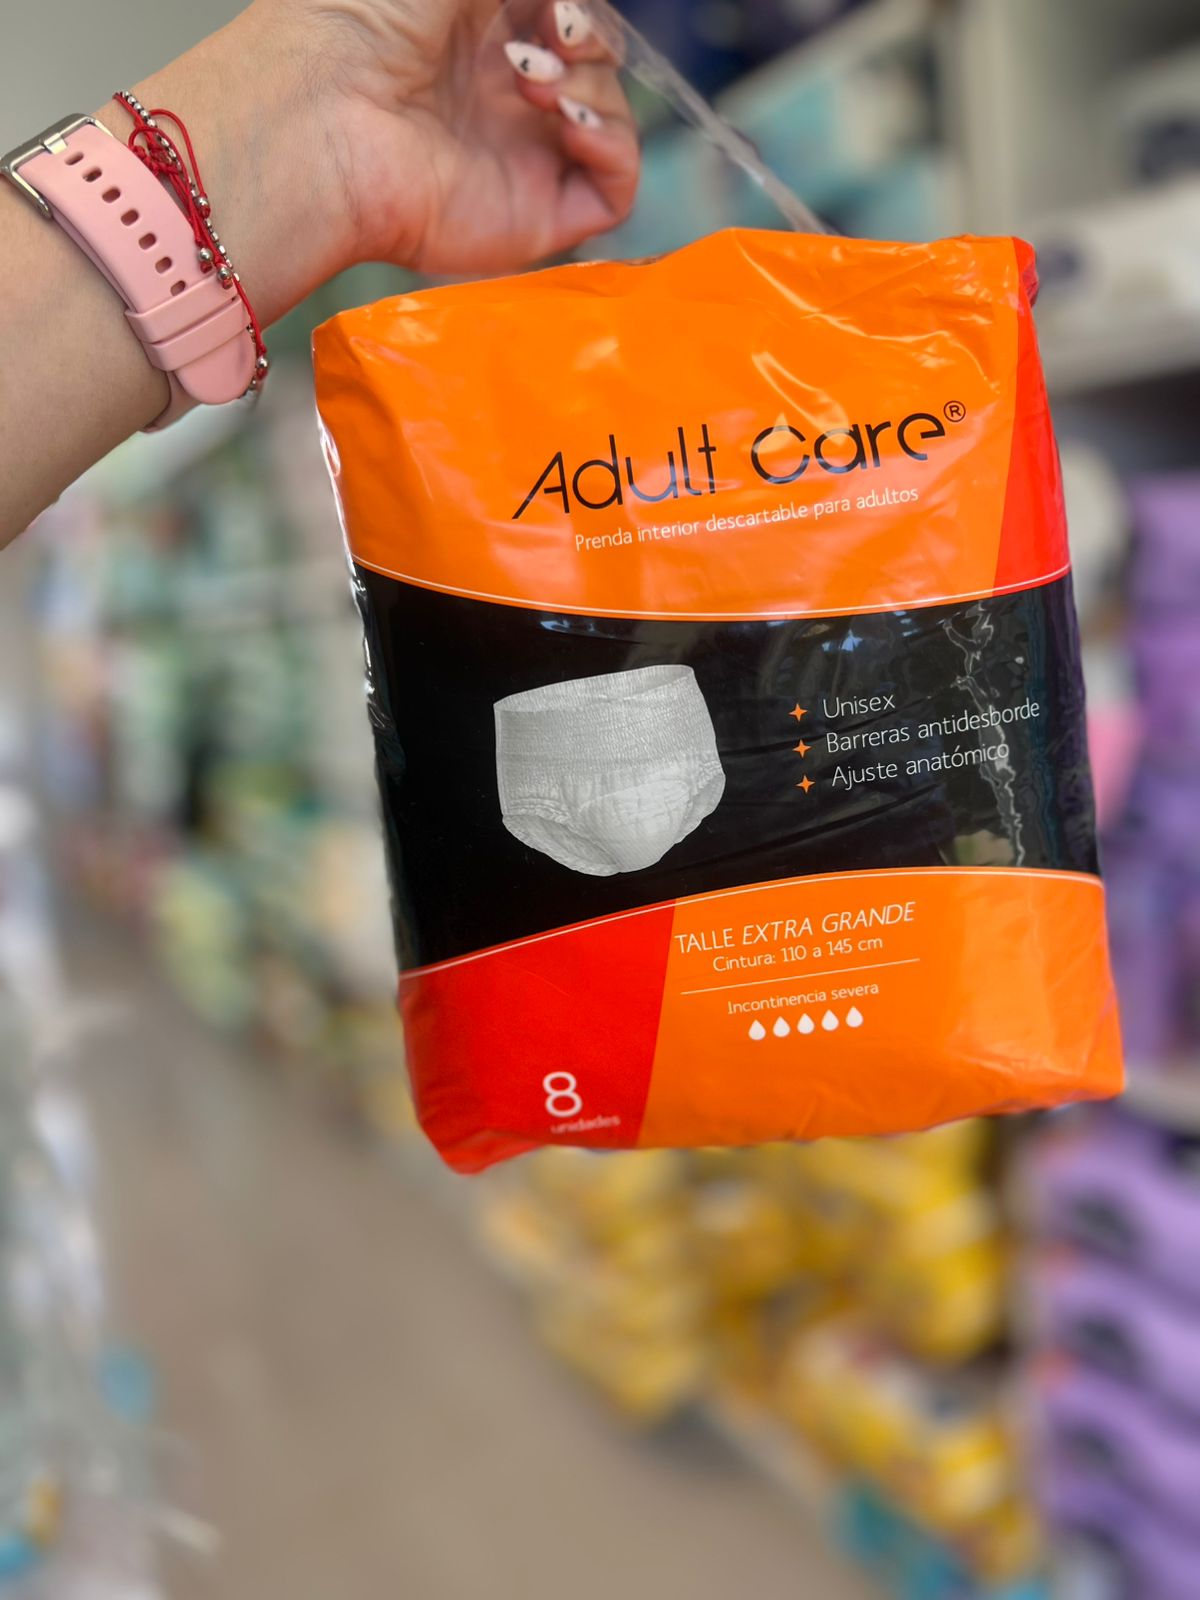 Adult Care®
Prenda interior descartable para adultos
Unisex
Barreras antidesborde
Ajuste anatómico
TALLE EXTRA GRANDE
Cintura: 110 a 145 cm
Incontinencia severa
8
unidades